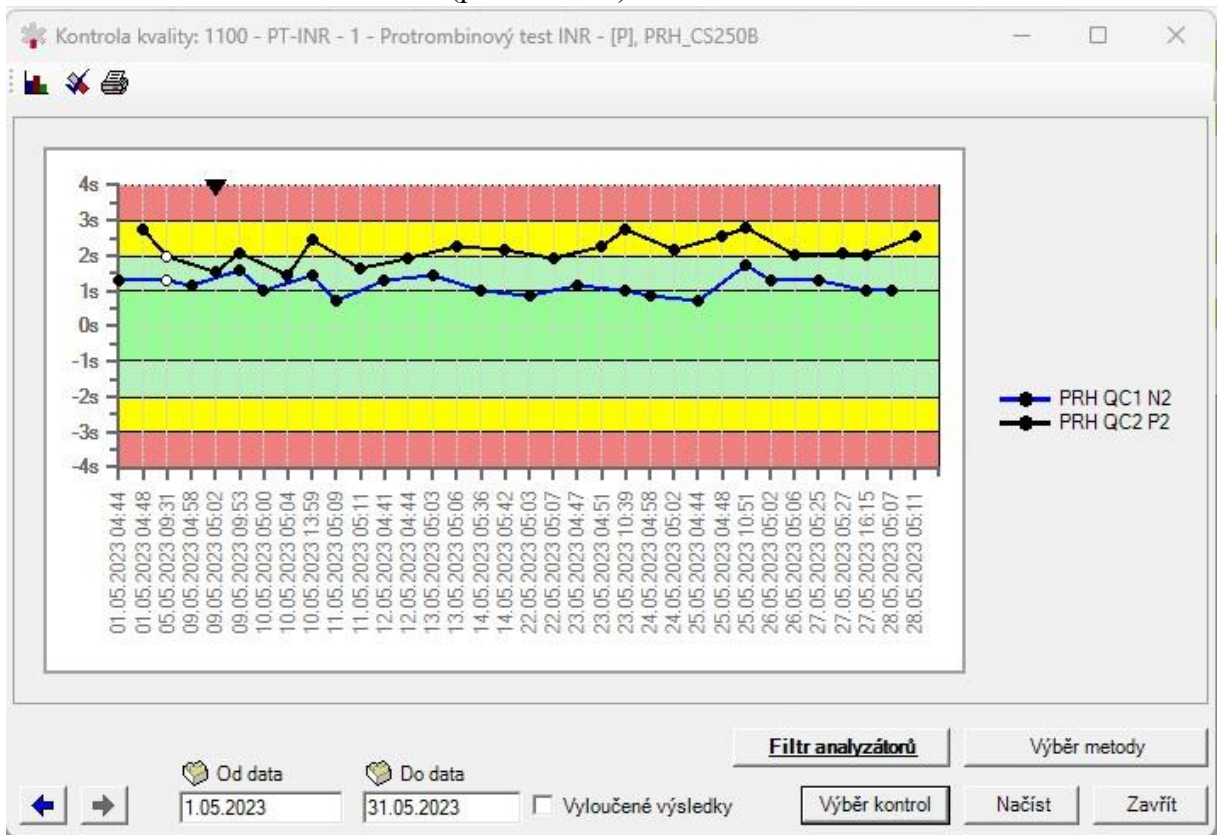 Kontrola kvality: 1100 - PT-INR - 1 - Protrombinový test INR - [P], PRH_CS250B
4s
3s
2s
1s
0s
-1s
-2s
-3s
-4s
01.05.2023 04:44
01.05.2023 04:48
05.05.2023 09:31
09.05.2023 04:58
09.05.2023 05:02
09.05.2023 09:53
10.05.2023 05:00
10.05.2023 05:04
10.05.2023 13:59
11.05.2023 05:09
11.05.2023 05:11
12.05.2023 04:41
12.05.2023 04:44
13.05.2023 05:03
13.05.2023 05:06
14.05.2023 05:36
14.05.2023 05:42
22.05.2023 05:03
22.05.2023 05:07
23.05.2023 04:47
23.05.2023 04:51
23.05.2023 10:39
24.05.2023 04:58
24.05.2023 05:02
25.05.2023 04:44
25.05.2023 04:48
25.05.2023 10:51
26.05.2023 05:02
26.05.2023 05:06
27.05.2023 05:25
27.05.2023 05:27
27.05.2023 16:15
28.05.2023 05:07
28.05.2023 05:11
PRH QC1 N2
PRH QC2 P2
Filtr analyzátorů
Výběr metody
Od data
Do data
1.05.2023
31.05.2023
Vyloučené výsledky
Výběr kontrol
Načíst
Zavřít